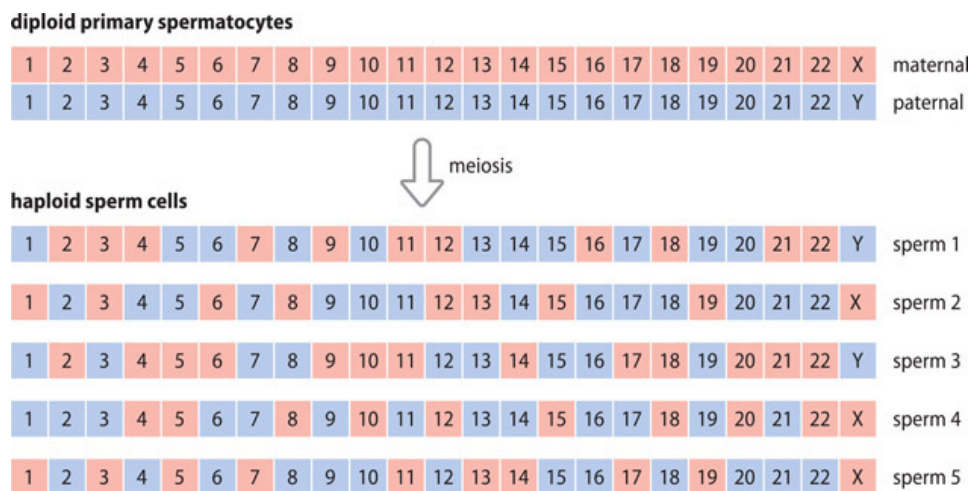 diploid primary spermatocytes
1 2 3 4 5 6 7 8 9 10 11 12 13 14 15 16 17 18 19 20 21 22 X maternal
1 2 3 4 5 6 7 8 9 10 11 12 13 14 15 16 17 18 19 20 21 22 Y paternal
meiosis
haploid sperm cells
1 2 3 4 5 6 7 8 9 10 11 12 13 14 15 16 17 18 19 20 21 22 Y sperm 1
1 2 3 4 5 6 7 8 9 10 11 12 13 14 15 16 17 18 19 20 21 22 X sperm 2
1 2 3 4 5 6 7 8 9 10 11 12 13 14 15 16 17 18 19 20 21 22 Y sperm 3
1 2 3 4 5 6 7 8 9 10 11 12 13 14 15 16 17 18 19 20 21 22 X sperm 4
1 2 3 4 5 6 7 8 9 10 11 12 13 14 15 16 17 18 19 20 21 22 X sperm 5